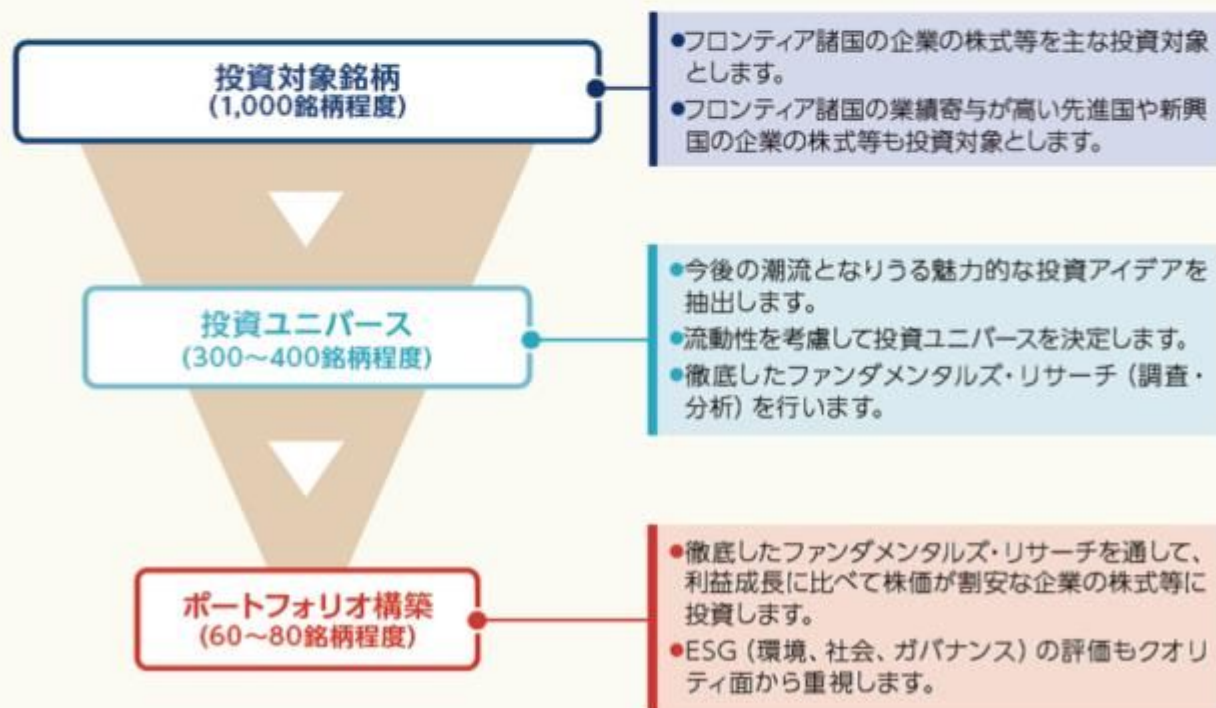 投資対象銘柄
(1,000銘柄程度)
●フロンティア諸国の企業の株式等を主な投資対象
とします。
●フロンティア諸国の業績寄与が高い先進国や新興
国の企業の株式等も投資対象とします。
投資ユニバース
(300〜400銘柄程度)
●今後の潮流となりうる魅力的な投資アイデアを
抽出します。
●流動性を考慮して投資ユニバースを決定します。
●徹底したファンダメンタルズ・リサーチ（調査・
分析）を行います。
ポートフォリオ構築
(60〜80銘柄程度)
●徹底したファンダメンタルズ・リサーチを通して、
利益成長に比べて株価が割安な企業の株式等に
投資します。
●ESG（環境、社会、ガバナンス）の評価もクオリ
ティ面から重視します。